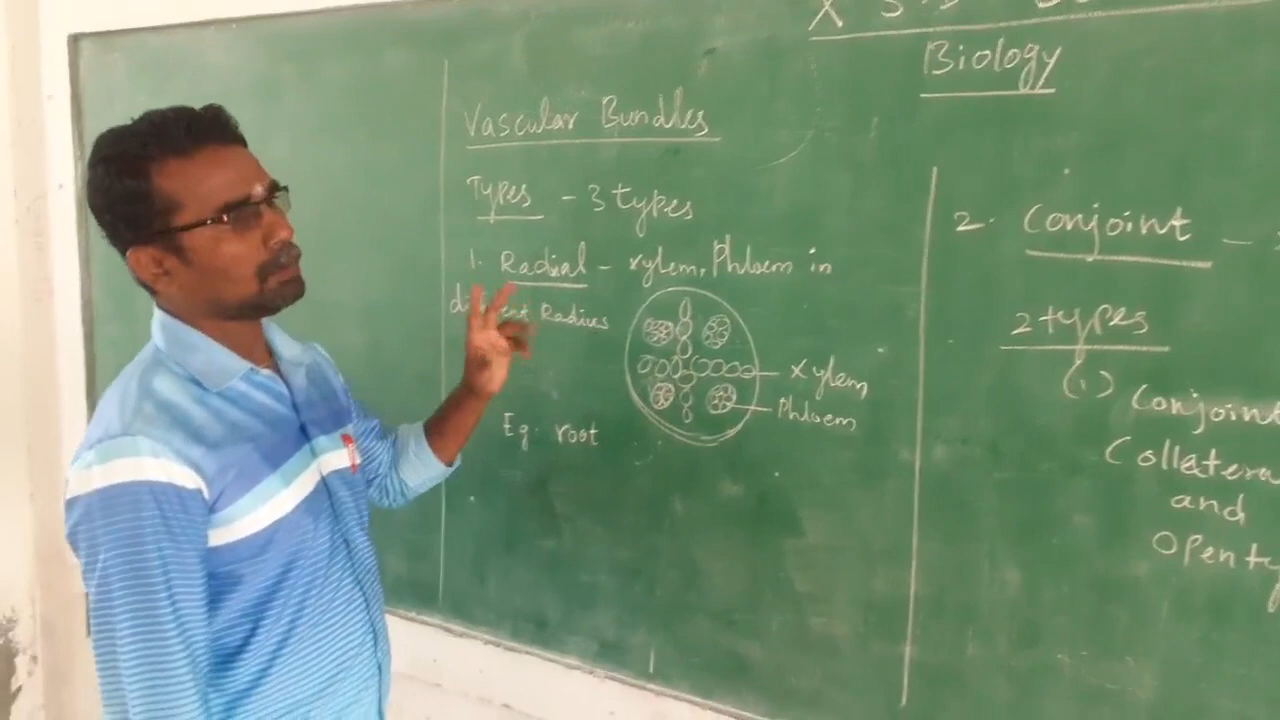 Biology
Vascular Bundles
Types - 3 types
1. Radial - xylem, Phloem in
Radius
xylem
Phloem
Eg. root
2. Conjoint -
2 types
(i) Conjoint
Collatera
and
Open ty